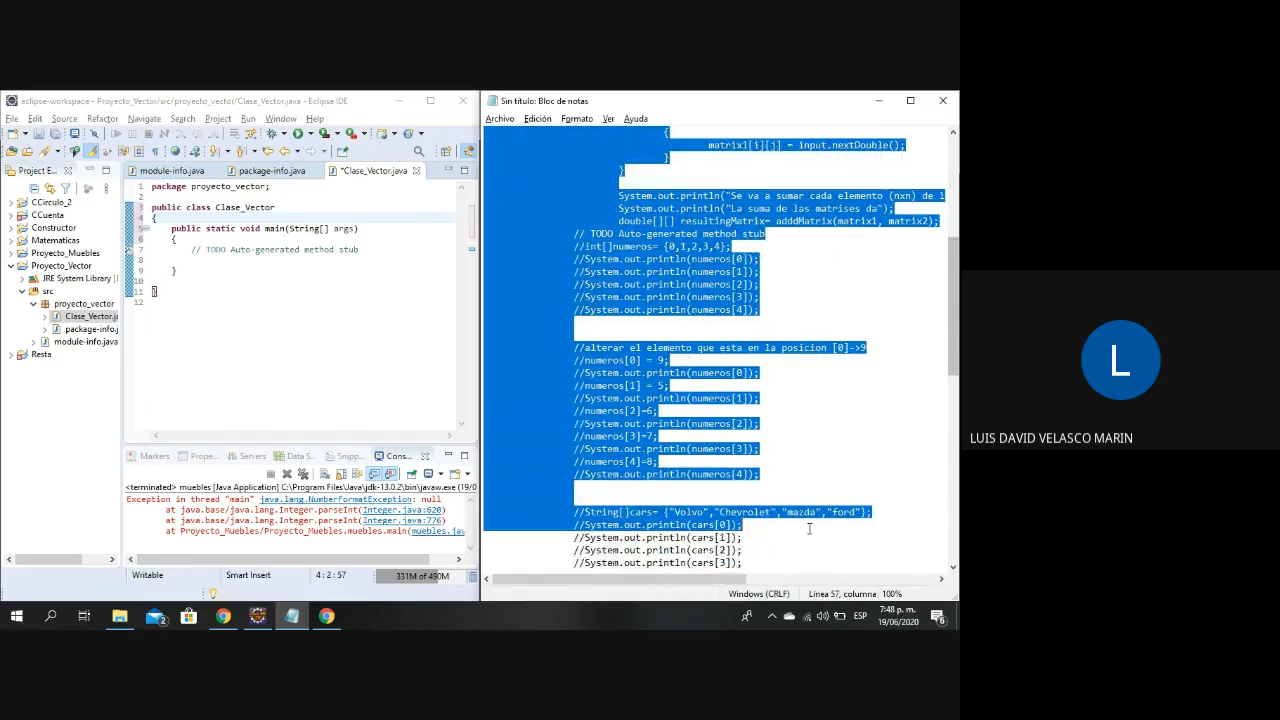 eclipse-workspace - Proyecto_Vector/src/proyecto_vector/Clase_Vector.java - Eclipse IDE
File Edit Source Refactor Navigate Search Project Run Window Help
Project E...
CCirculo_2
CCuenta
Constructor
Matematicas
Proyecto_Muebles
Proyecto_Vector
JRE System Library [
src
proyecto_vector
Clase_Vector.ja
package-info.j
module-info.java
Resta
module-info.java package-info.java *Clase_Vector.java
1 package proyecto_vector;
2
3 public class Clase_Vector
4 {
5 public static void main(String[] args)
6 {
7 // TODO Auto-generated method stub
8
9 }
10
11 }
12
Markers Prope... Servers Data S... Snipp... Cons...
<terminated> muebles [Java Application] C:\Program Files\Java\jdk-13.0.2\bin\javaw.exe (19/0
Exception in thread "main" java.lang.NumberFormatException: null
at java.base/java.lang.Integer.parseInt(Integer.java:620)
at java.base/java.lang.Integer.parseInt(Integer.java:776)
at Proyecto_Muebles/muebles.muebles.main(muebles.jav
Writable Smart Insert 4 : 2 : 57 331M of 490M
Sin título: Bloc de notas
Archivo Edición Formato Ver Ayuda
{
matrix1[i][j] = input.nextDouble();
}
}
System.out.println("Se va a sumar cada elemento (nxn) de l
System.out.println("La suma de las matrises da");
double[][] resultingMatrix= adddMatrix(matrix1, matrix2);
// TODO Auto-generated method stub
//int[]numeros= {0,1,2,3,4};
//System.out.println(numeros[0]);
//System.out.println(numeros[1]);
//System.out.println(numeros[2]);
//System.out.println(numeros[3]);
//System.out.println(numeros[4]);
//alterar el elemento que esta en la posicion [0]->9
//numeros[0] = 9;
//System.out.println(numeros[0]);
//numeros[1] = 5;
//System.out.println(numeros[1]);
//numeros[2]=6;
//System.out.println(numeros[2]);
//numeros[3]=7;
//System.out.println(numeros[3]);
//numeros[4]=8;
//System.out.println(numeros[4]);
//String[]cars= {"Volvo","Chevrolet","mazda","ford"};
//System.out.println(cars[0]);
//System.out.println(cars[1]);
//System.out.println(cars[2]);
//System.out.println(cars[3]);
Windows (CRLF) Línea 57, columna 100%
ESP
7:48 p. m.
19/06/2020
L
LUIS DAVID VELASCO MARIN